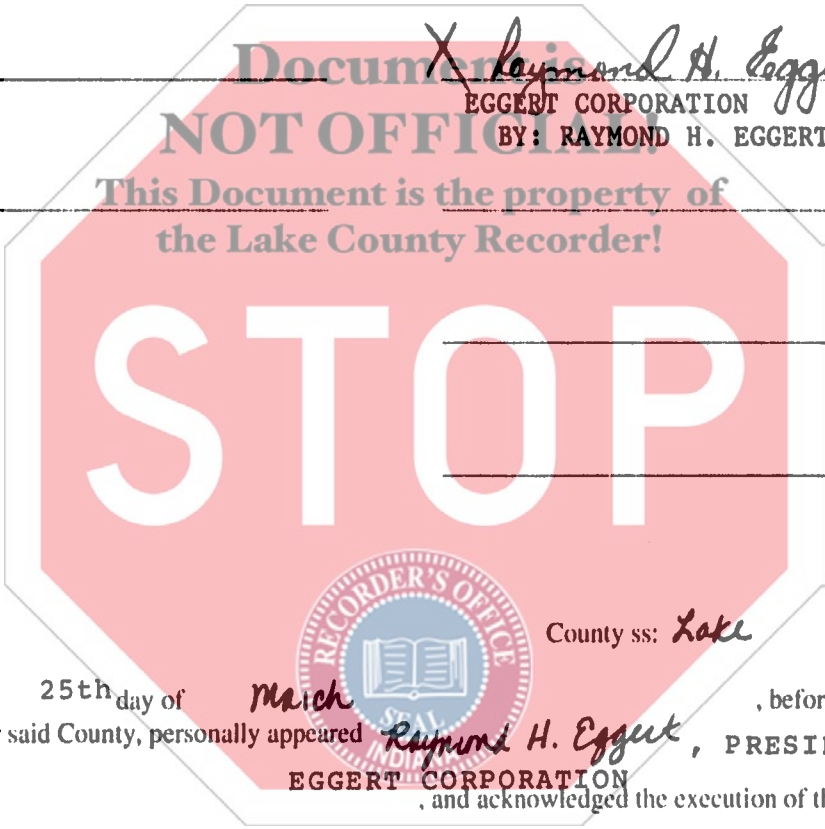 Document is
X Raymond H. Egg
EGGERT CORPORATION
NOT OFFICIAL!
BY: RAYMOND H. EGGERT
This Document is the property of
the Lake County Recorder!
STOP
RECORDER'S OFFICE
County ss: Lake
25th day of March , befor
said County, personally appeared Raymond H. Eggert, PRESI
SEAL
INDIANA
EGGERT CORPORATION
, and acknowledged the execution of th